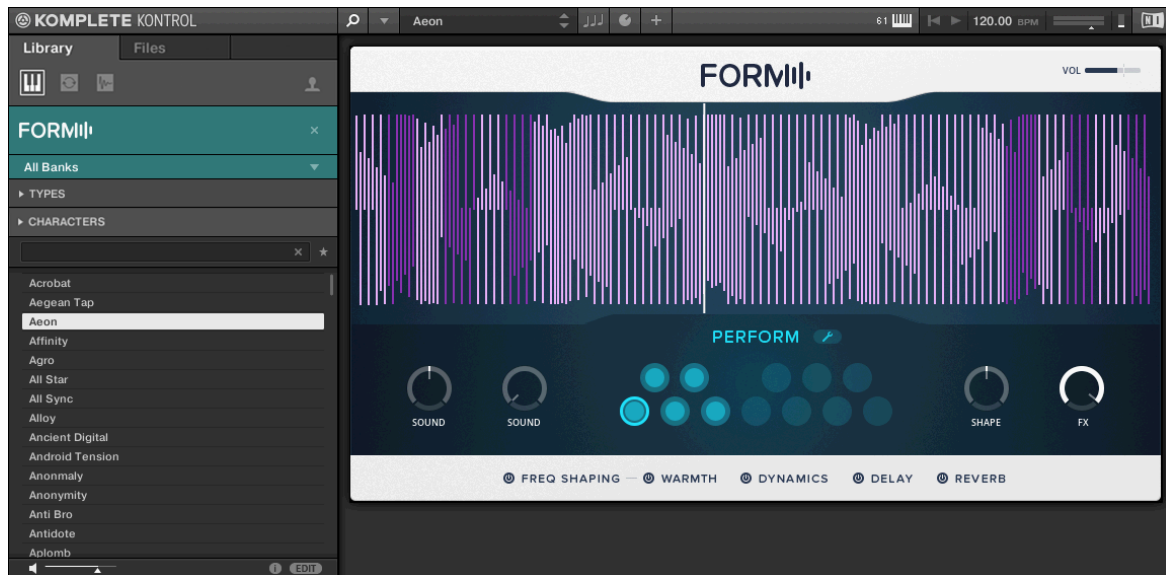 KOMPLETE KONTROL
Aeon
61
120.00 BPM
Library
Files
FORM
All Banks
TYPES
CHARACTERS
Acrobat
Aegean Tap
Aeon
Affinity
Agro
All Star
All Sync
Alloy
Ancient Digital
Android Tension
Anonmaly
Anonymity
Anti Bro
Antidote
Aplomb
i
EDIT
FORM
VOL
PERFORM
SOUND
SOUND
SHAPE
FX
FREQ SHAPING
WARMTH
DYNAMICS
DELAY
REVERB